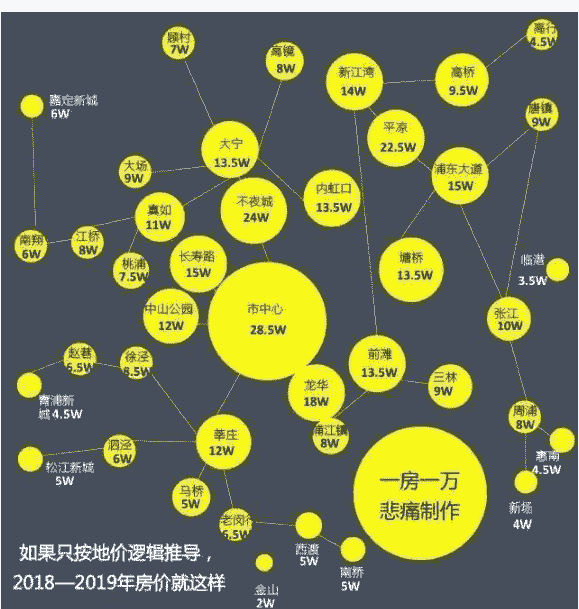 顾村
7W
高境
8W
新江湾
14W
高桥
9.5W
高行
4.5W
嘉定新城
6W
大宁
13.5W
平凉
22.5W
唐镇
9W
大场
9W
不夜城
24W
内虹口
13.5W
浦东大道
15W
真如
11W
南翔
6W
江桥
8W
桃浦
7.5W
长寿路
15W
塘桥
13.5W
临港
3.5W
中山公园
12W
市中心
28.5W
张江
10W
赵巷
6.5W
徐泾
8.5W
前滩
13.5W
三林
9W
龙华
18W
青浦新
城4.5W
浦江镇
8W
周浦
8W
惠南
4.5W
泗泾
6W
莘庄
12W
松江新城
5W
马桥
5W
一房一万
悲痛制作
新场
4W
老闵行
6.5W
西渡
5W
南桥
5W
金山
2W
如果只按地价逻辑推导，
2018—2019年房价就这样